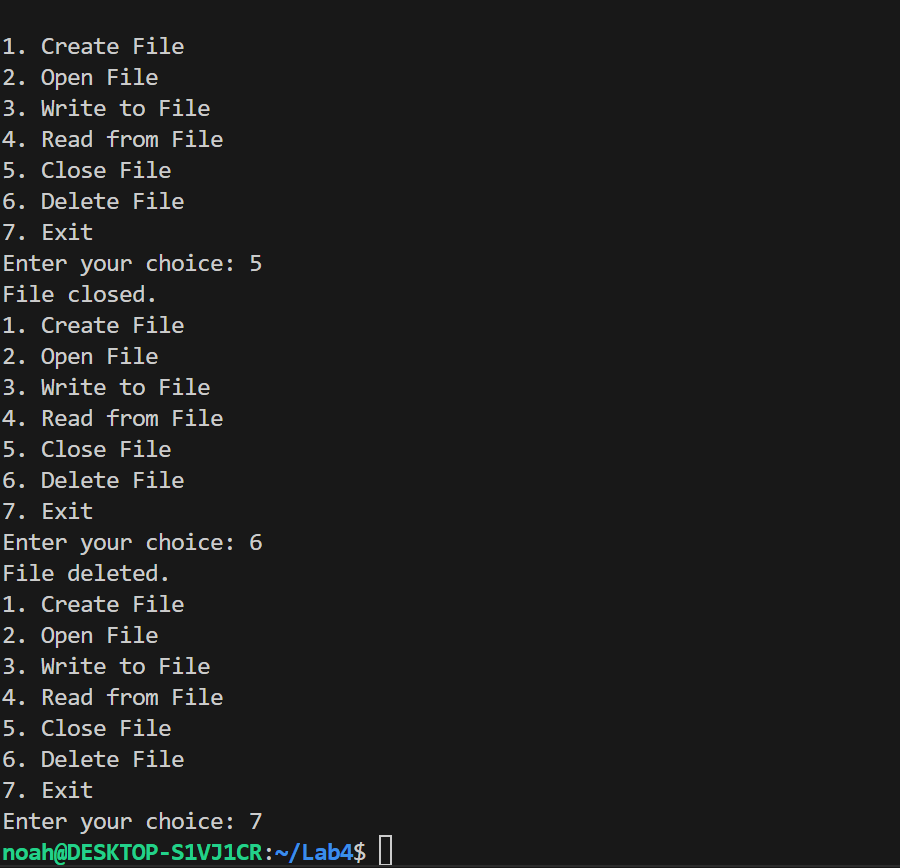 1. Create File
2. Open File
3. Write to File
4. Read from File
5. Close File
6. Delete File
7. Exit
Enter your choice: 5
File closed.
1. Create File
2. Open File
3. Write to File
4. Read from File
5. Close File
6. Delete File
7. Exit
Enter your choice: 6
File deleted.
1. Create File
2. Open File
3. Write to File
4. Read from File
5. Close File
6. Delete File
7. Exit
Enter your choice: 7
noah@DESKTOP-S1VJ1CR:~/Lab4$